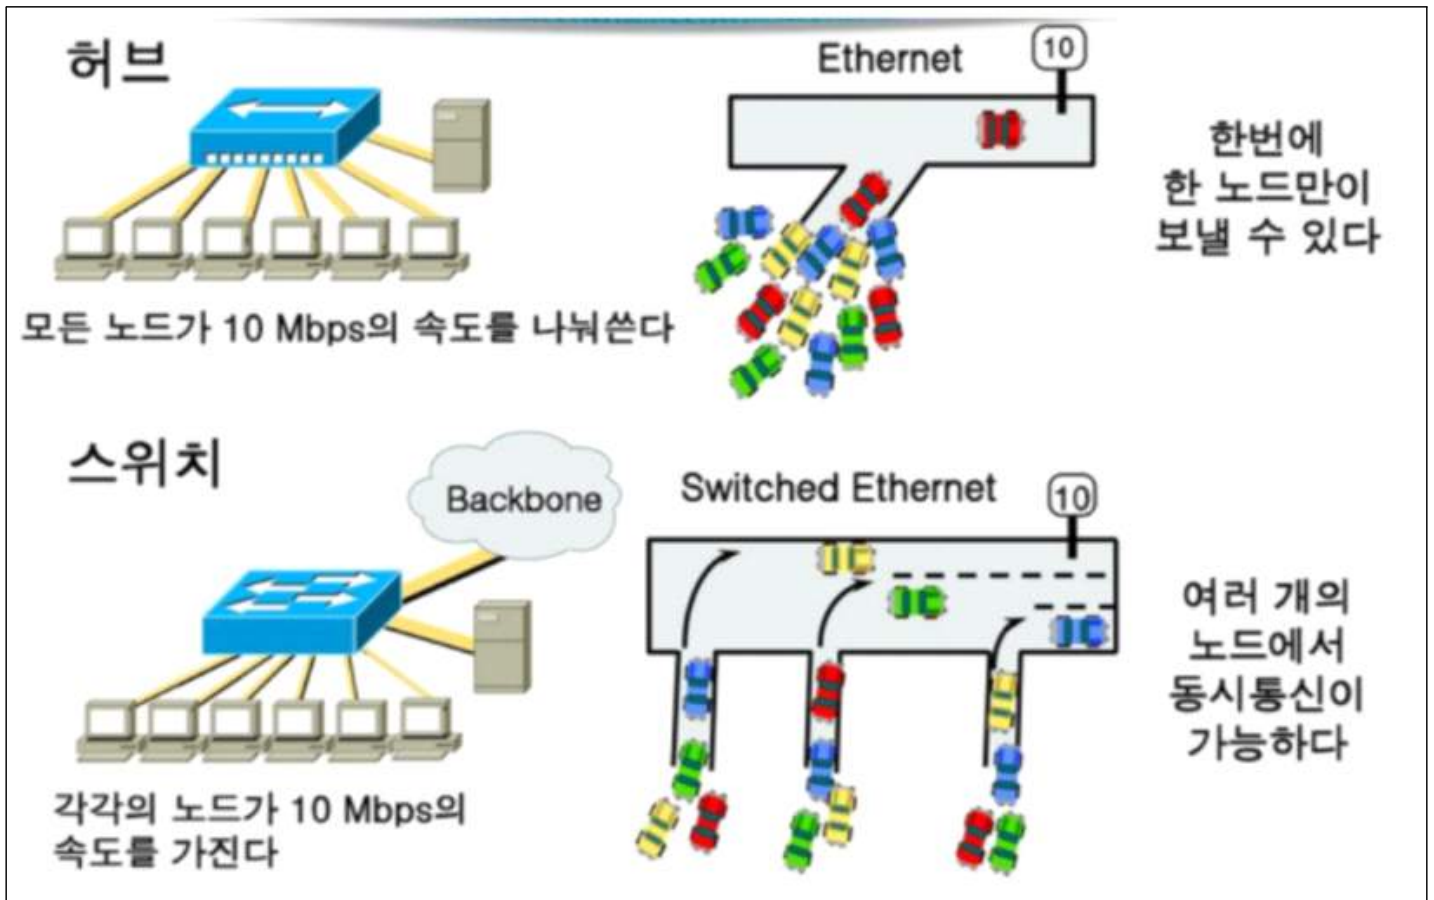 허브
Ethernet
10
한번에
한 노드만이
보낼 수 있다
모든 노드가 10 Mbps의 속도를 나눠쓴다
스위치
Backbone
Switched Ethernet
10
여러 개의
노드에서
동시통신이
가능하다
각각의 노드가 10 Mbps의
속도를 가진다